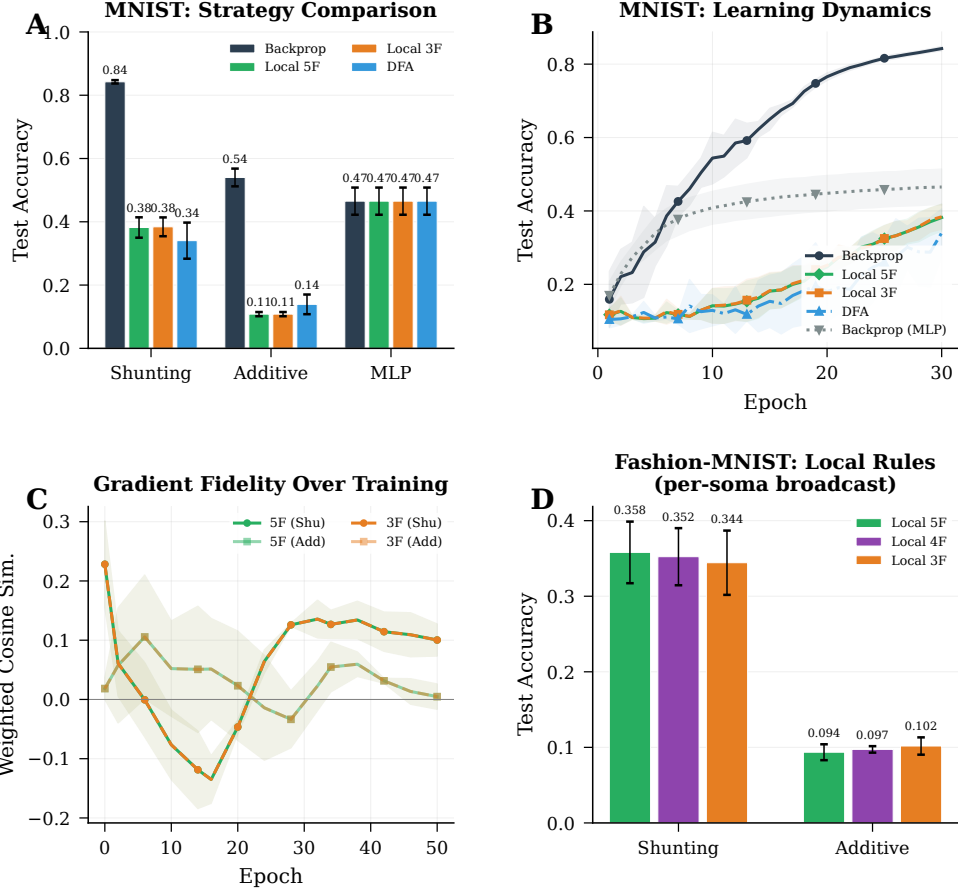 A
MNIST: Strategy Comparison
Backprop
Local 5F
Local 3F
DFA
Test Accuracy
1.0
0.8
0.6
0.4
0.2
0.0
0.84
0.38
0.38
0.34
0.54
0.11
0.11
0.14
0.47
0.47
0.47
0.47
Shunting
Additive
MLP
B
MNIST: Learning Dynamics
Test Accuracy
0.8
0.6
0.4
0.2
Backprop
Local 5F
Local 3F
DFA
Backprop (MLP)
0
10
20
30
Epoch
C
Gradient Fidelity Over Training
5F (Shu)
5F (Add)
3F (Shu)
3F (Add)
Weighted Cosine Sim.
0.3
0.2
0.1
0.0
−0.1
−0.2
0
10
20
30
40
50
Epoch
D
Fashion-MNIST: Local Rules
(per-soma broadcast)
Local 5F
Local 4F
Local 3F
Test Accuracy
0.4
0.3
0.2
0.1
0.0
0.358
0.352
0.344
0.094
0.097
0.102
Shunting
Additive